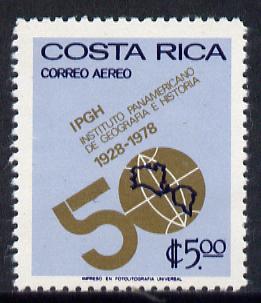 COSTA RICA
CORREO AEREO
IPGH
INSTITUTO PANAMERICANO
DE GEOGRAFIA E HISTORIA
1928-1978
50
₡5.00
IMPRESO EN FOTOLITOGRAFIA UNIVERSAL